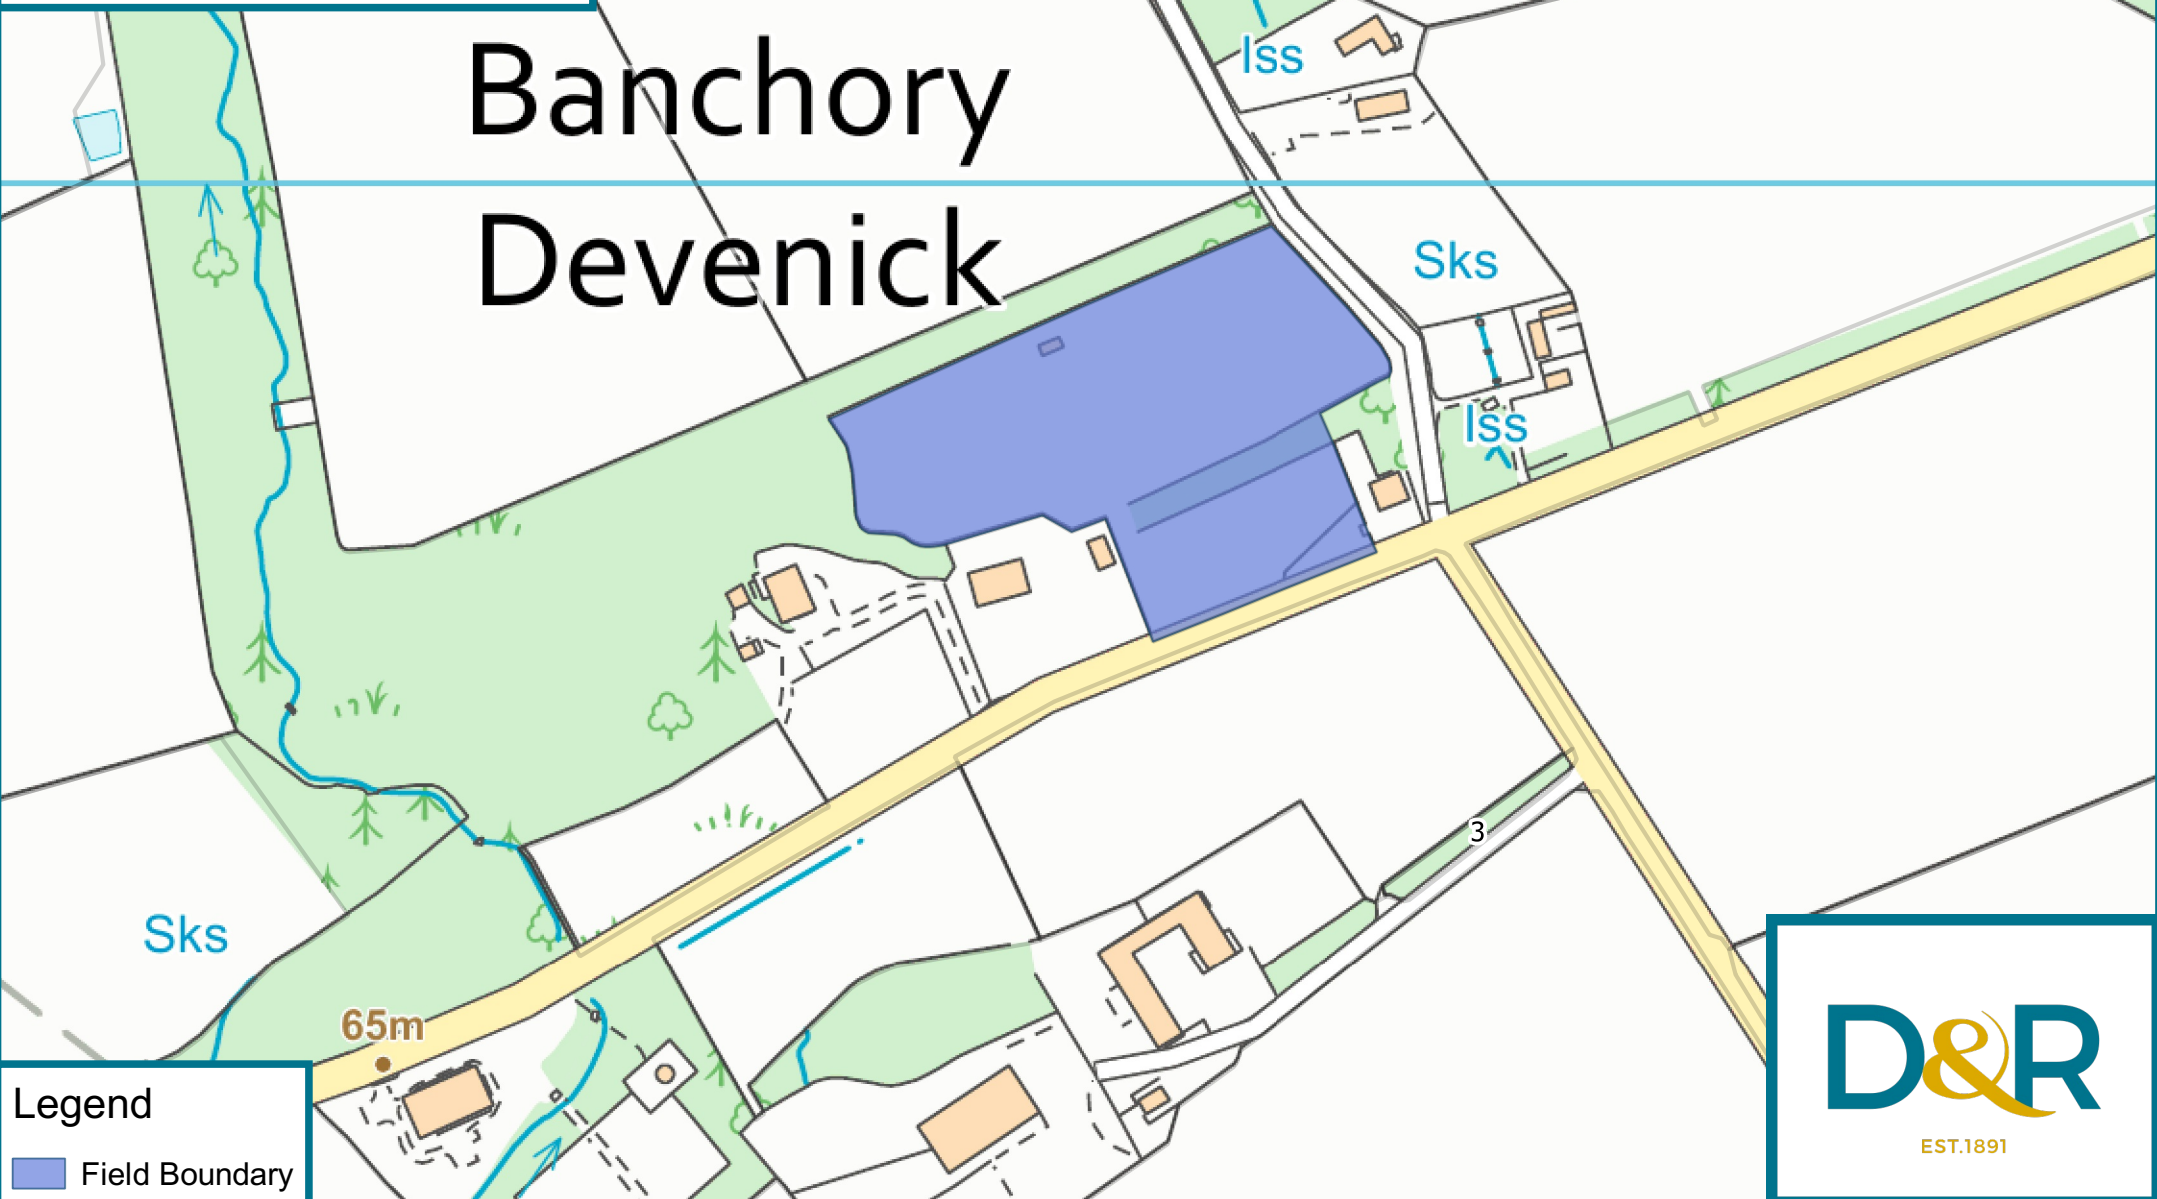 Banchory
Devenick
Iss
Sks
Iss
3
Sks
65m
Legend
Field Boundary
D&R
EST.1891